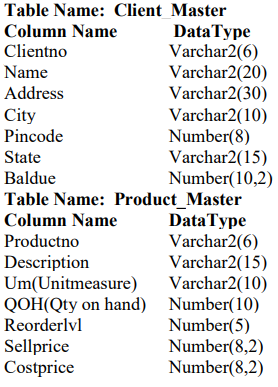 Table Name: Client_Master
Column Name DataType
Clientno Varchar2(6)
Name Varchar2(20)
Address Varchar2(30)
City Varchar2(10)
Pincode Number(8)
State Varchar2(15)
Baldue Number(10,2)
Table Name: Product_Master
Column Name DataType
Productno Varchar2(6)
Description Varchar2(15)
Um(Unitmeasure) Varchar2(10)
QOH(Qty on hand) Number(10)
Reorderlvl Number(5)
Sellprice Number(8,2)
Costprice Number(8,2)